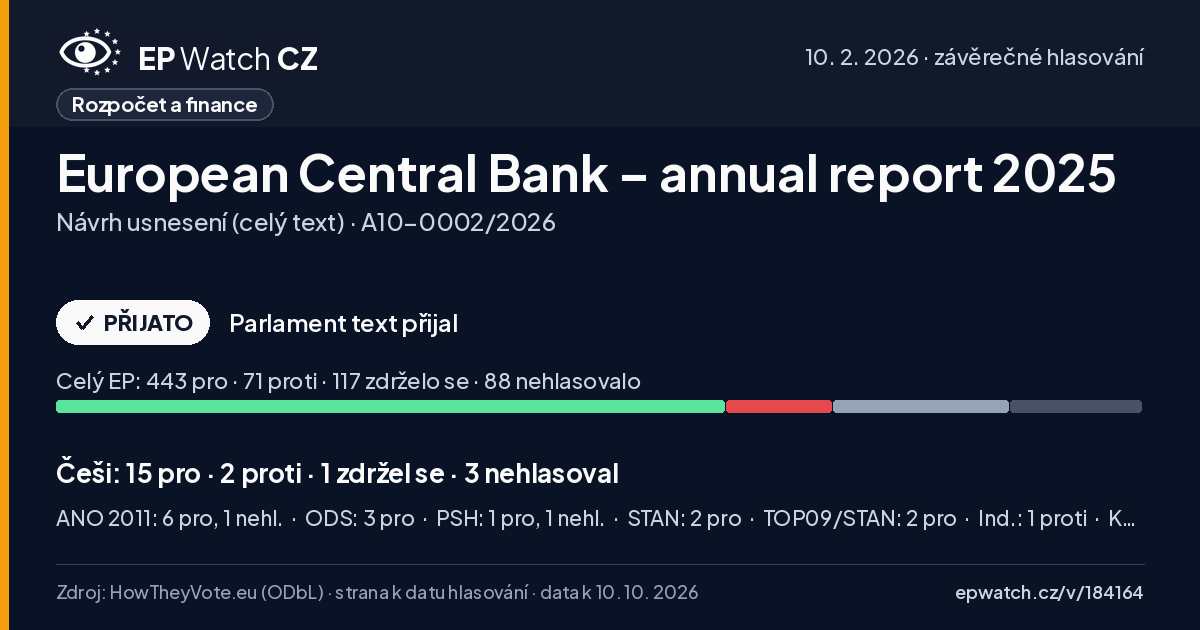 EP Watch CZ
10. 2. 2026 · závěrečné hlasování
Rozpočet a finance
European Central Bank – annual report 2025
Návrh usnesení (celý text) · A10-0002/2026
✓ PŘIJATO
Parlament text přijal
Celý EP: 443 pro · 71 proti · 117 zdrželo se · 88 nehlasovalo
Češi: 15 pro · 2 proti · 1 zdržel se · 3 nehlasoval
ANO 2011: 6 pro, 1 nehl. · ODS: 3 pro · PSH: 1 pro, 1 nehl. · STAN: 2 pro · TOP09/STAN: 2 pro · Ind.: 1 proti · K…
Zdroj: HowTheyVote.eu (ODbL) · strana k datu hlasování · data k 10. 10. 2026
epwatch.cz/v/184164